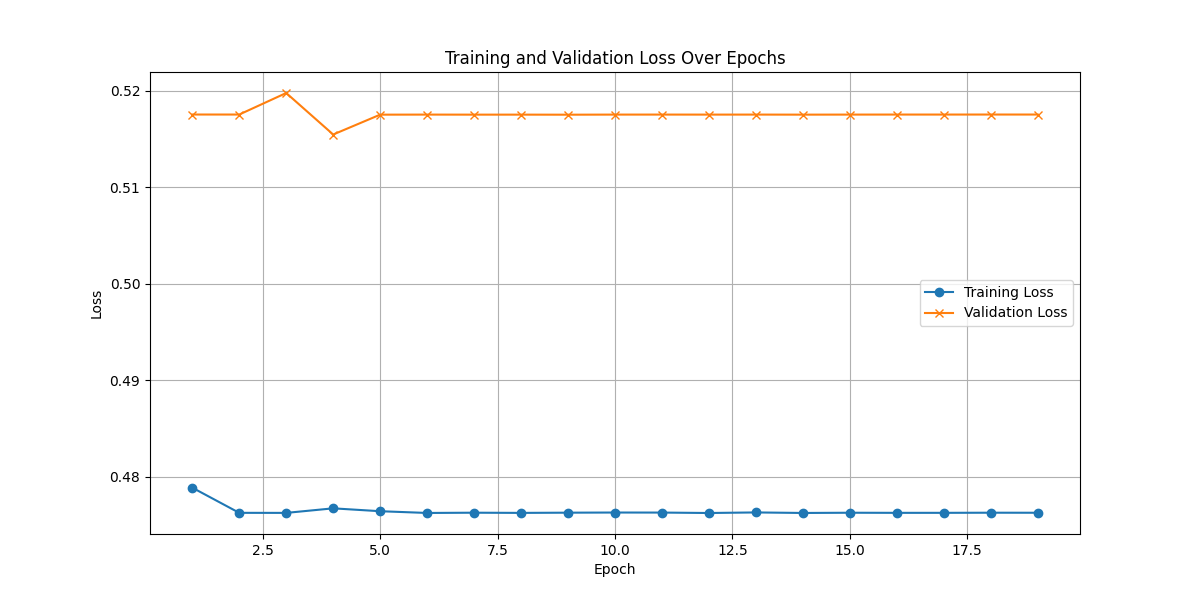 Training and Validation Loss Over Epochs
0.52
0.51
0.50
0.49
0.48
Loss
Training Loss
Validation Loss
2.5 5.0 7.5 10.0 12.5 15.0 17.5
Epoch